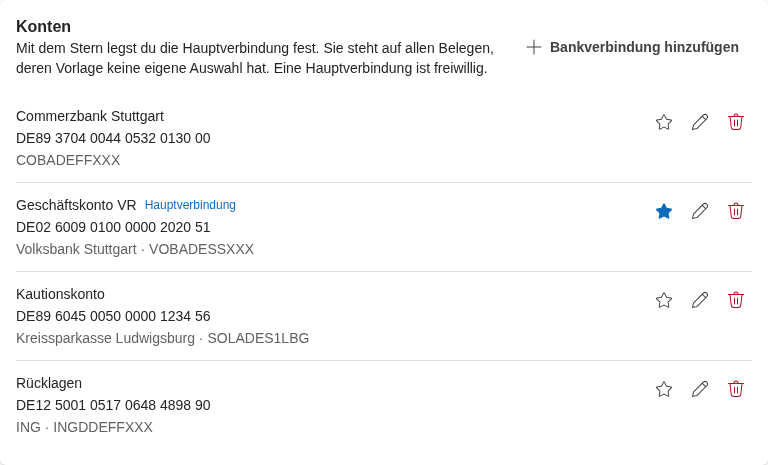 Konten
Mit dem Stern legst du die Hauptverbindung fest. Sie steht auf allen Belegen,
deren Vorlage keine eigene Auswahl hat. Eine Hauptverbindung ist freiwillig.
Bankverbindung hinzufügen
Commerzbank Stuttgart
DE89 3704 0044 0532 0130 00
COBADEFFXXX
Geschäftskonto VR Hauptverbindung
DE02 6009 0100 0000 2020 51
Volksbank Stuttgart · VOBADESSXXX
Kautionskonto
DE89 6045 0050 0000 1234 56
Kreissparkasse Ludwigsburg · SOLADES1LBG
Rücklagen
DE12 5001 0517 0648 4898 90
ING · INGDDEFFXXX